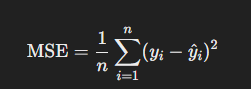 MSE = \frac{1}{n} \sum_{i=1}^{n} (y_i - \hat{y}_i)^2